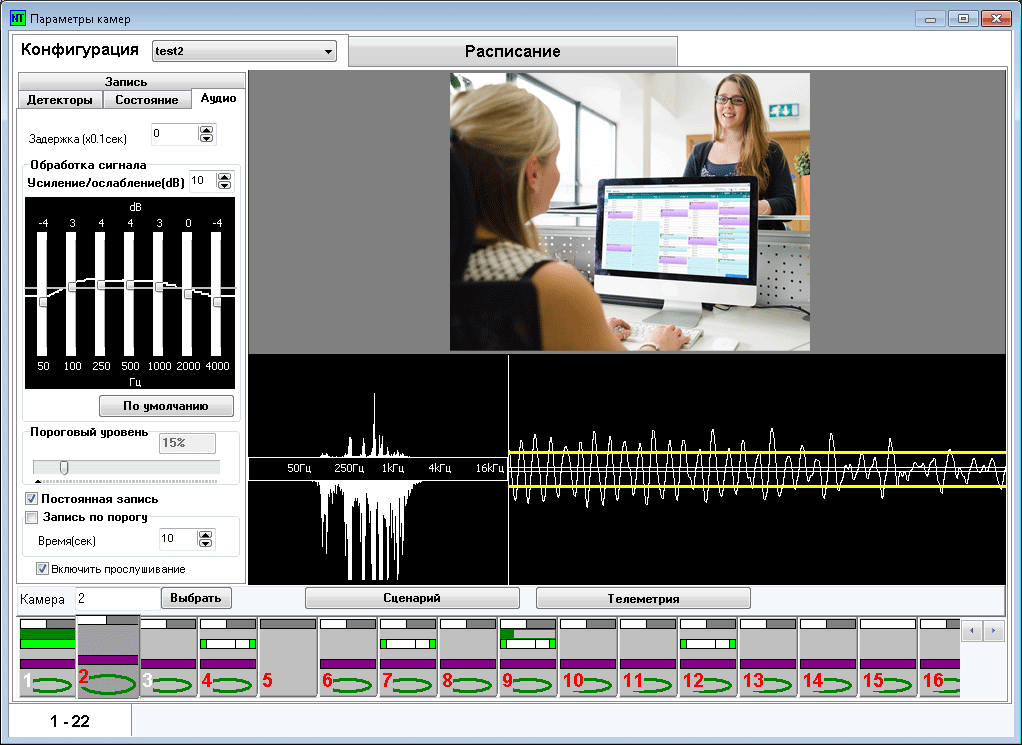 NT Параметры камер
Конфигурация test2 Расписание
Запись
Детекторы Состояние Аудио
Задержка (x0.1сек) 0
Обработка сигнала
Усиление/ослабление(dB) 10
dB
-4 3 4 4 3 0 -4
50 100 250 500 1000 2000 4000
Гц
По умолчанию
Пороговый уровень 15%
50Гц 250Гц 1кГц 4кГц 16кГц
Постоянная запись
Запись по порогу
Время(сек) 10
Включить прослушивание
Камера 2 Выбрать Сценарий Телеметрия
1 2 3 4 5 6 7 8 9 10 11 12 13 14 15 16
1 - 22